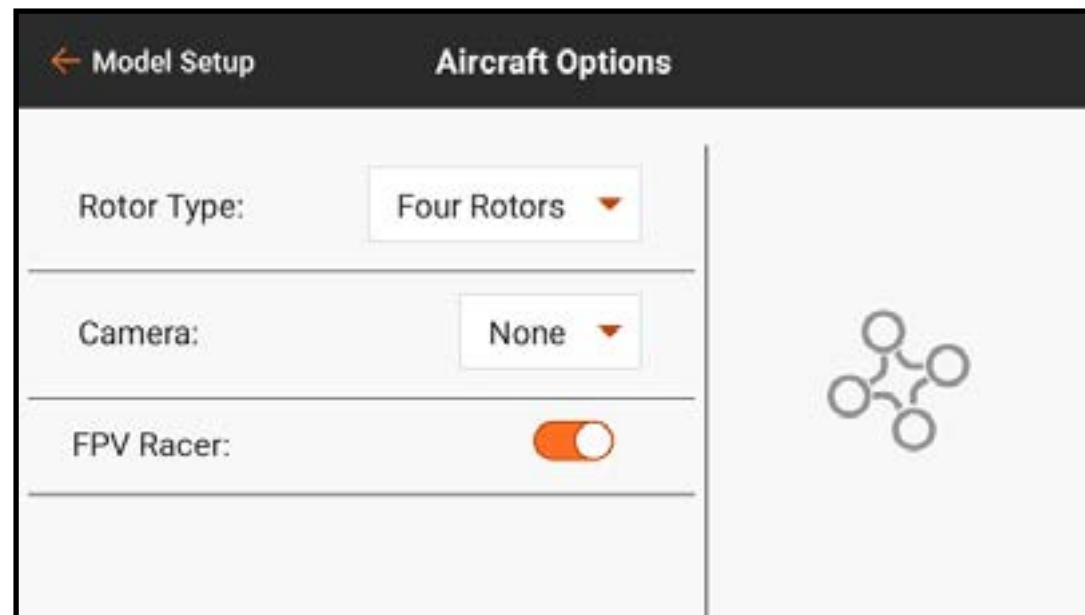 Model Setup
Aircraft Options
Rotor Type: Four Rotors
Camera: None
FPV Racer: